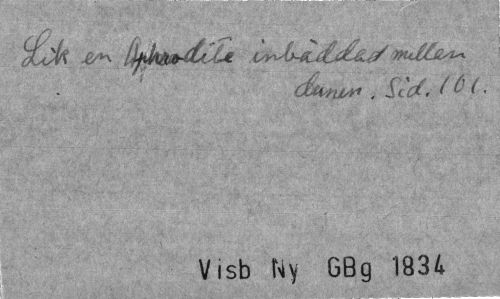 Lik en Aphrodite inbäddad mellan
dunen. Sid. 101.
Visb Ny GBg 1834